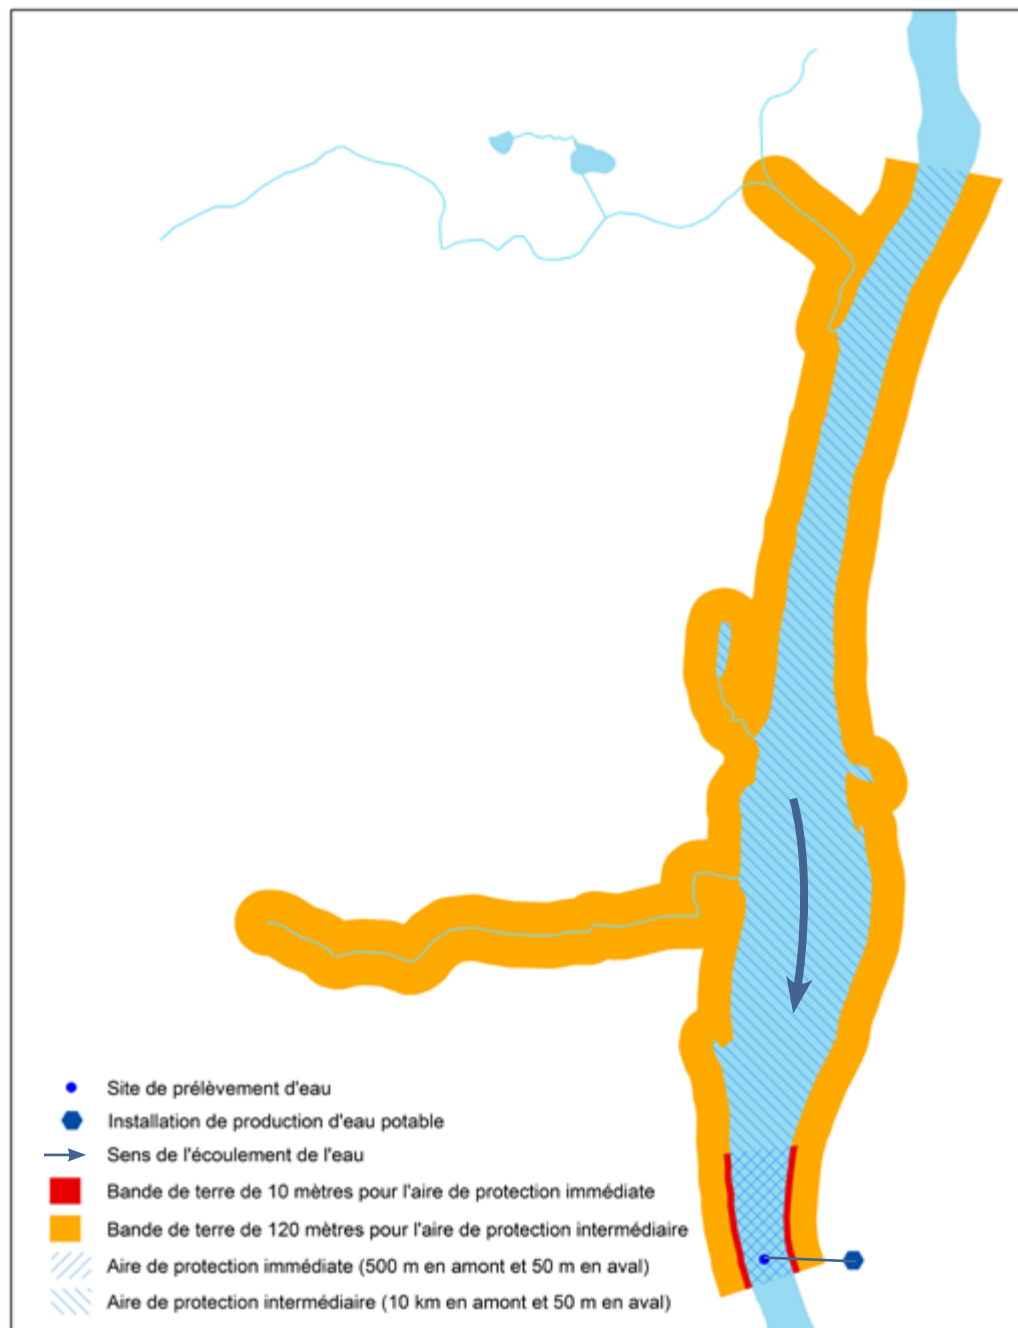 Site de prélèvement d'eau
Installation de production d'eau potable
Sens de l'écoulement de l'eau
Bande de terre de 10 mètres pour l'aire de protection immédiate
Bande de terre de 120 mètres pour l'aire de protection intermédiaire
Aire de protection immédiate (500 m en amont et 50 m en aval)
Aire de protection intermédiaire (10 km en amont et 50 m en aval)